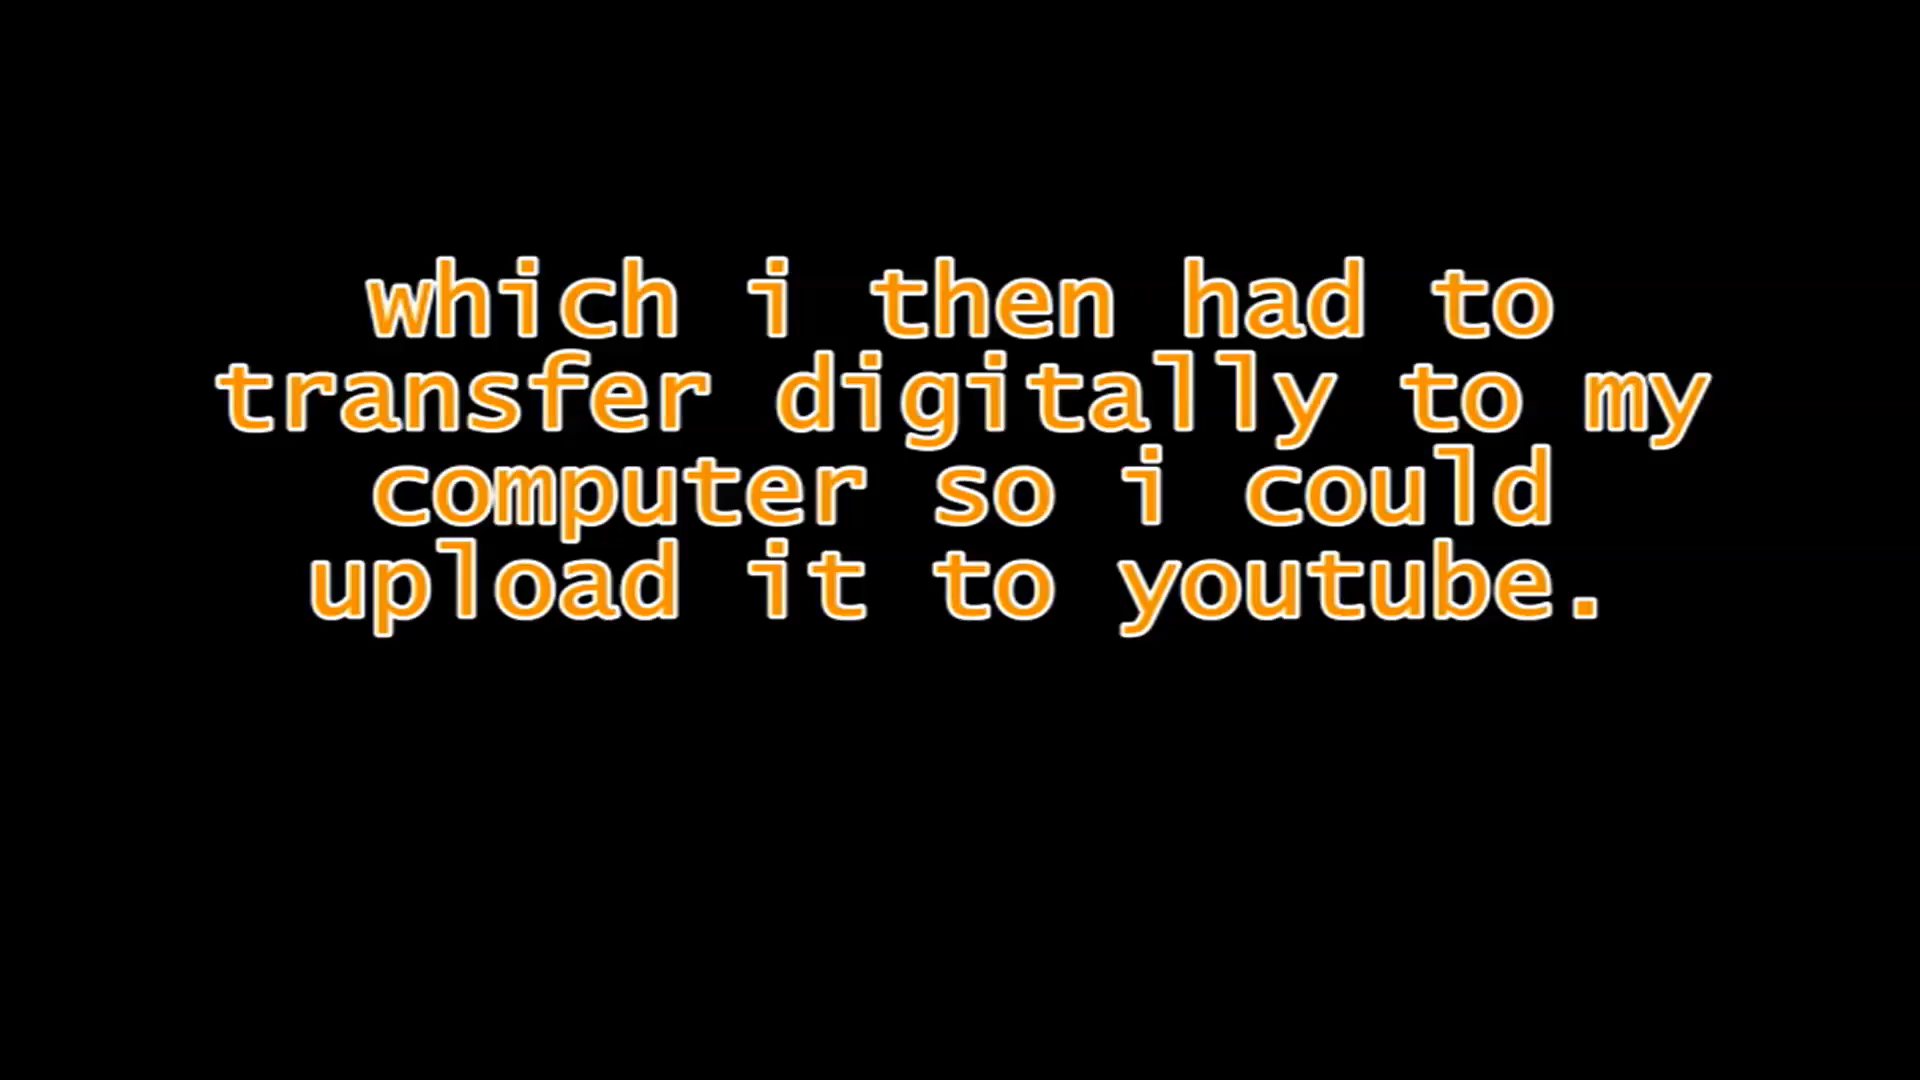 which i then had to
transfer digitally to my
computer so i could
upload it to youtube.